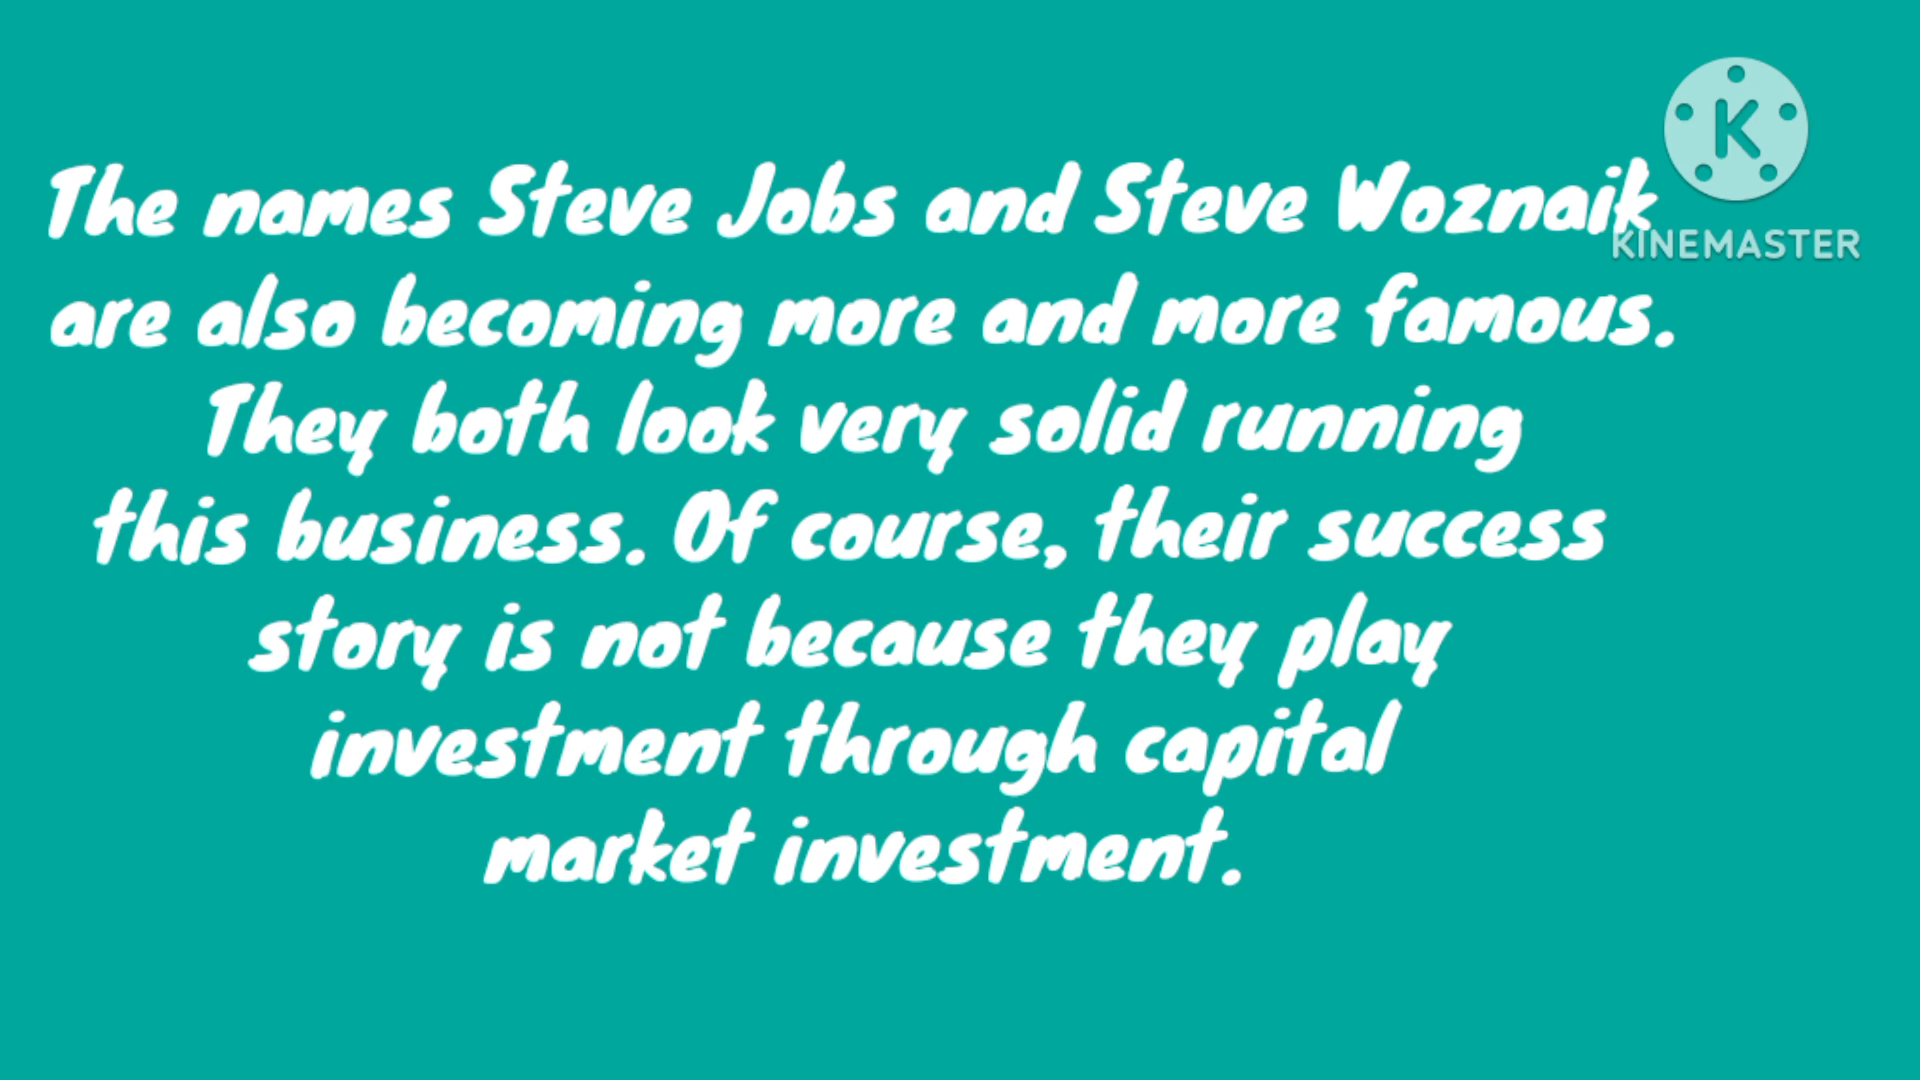 The names Steve Jobs and Steve Woznaik
are also becoming more and more famous.
They both look very solid running
this business. Of course, their success
story is not because they play
investment through capital
market investment.
K
KINEMASTER